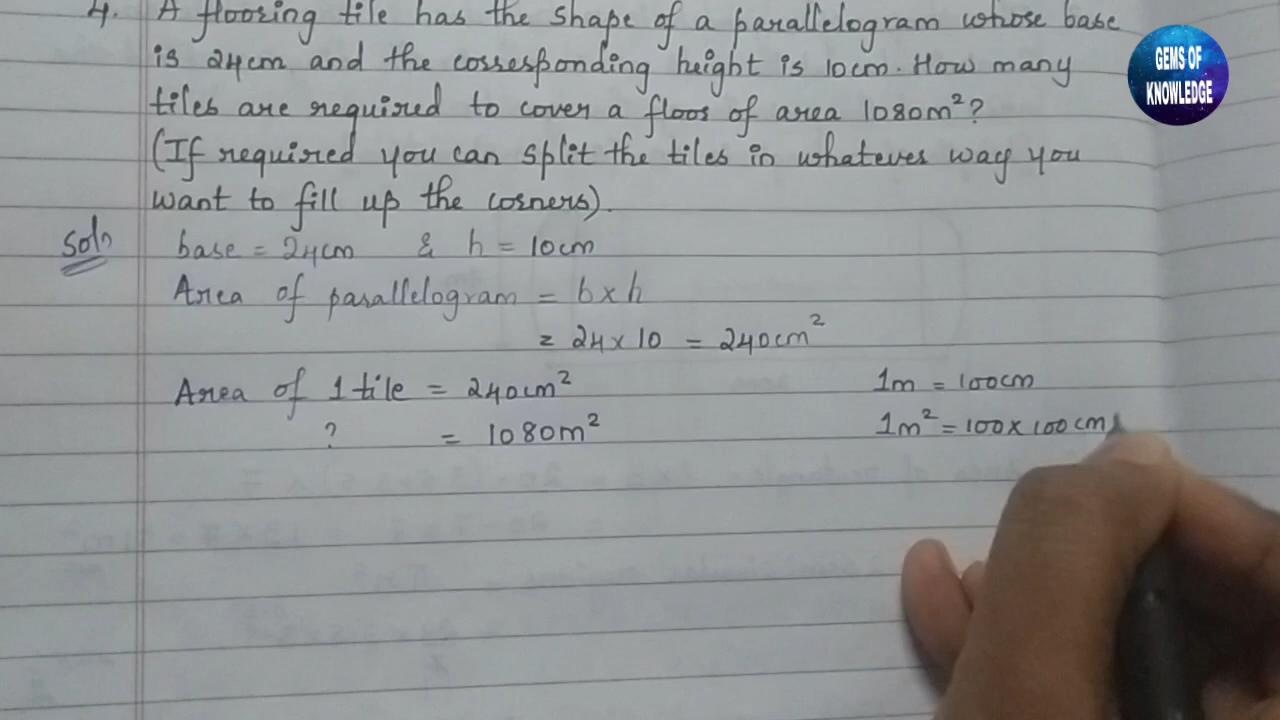 4. A flooring tile has the shape of a parallelogram whose base
is 24cm and the corresponding height is 10cm. How many
tiles are required to cover a floor of area 1080m²?
(If required you can split the tiles in whatever way you
want to fill up the corners).
Soln base = 24cm & h = 10cm
Area of parallelogram = b×h
= 24×10 = 240cm²
Area of 1 tile = 240cm²
? = 1080m²
1m = 100cm
1m² = 100×100cm
GEMS OF
KNOWLEDGE